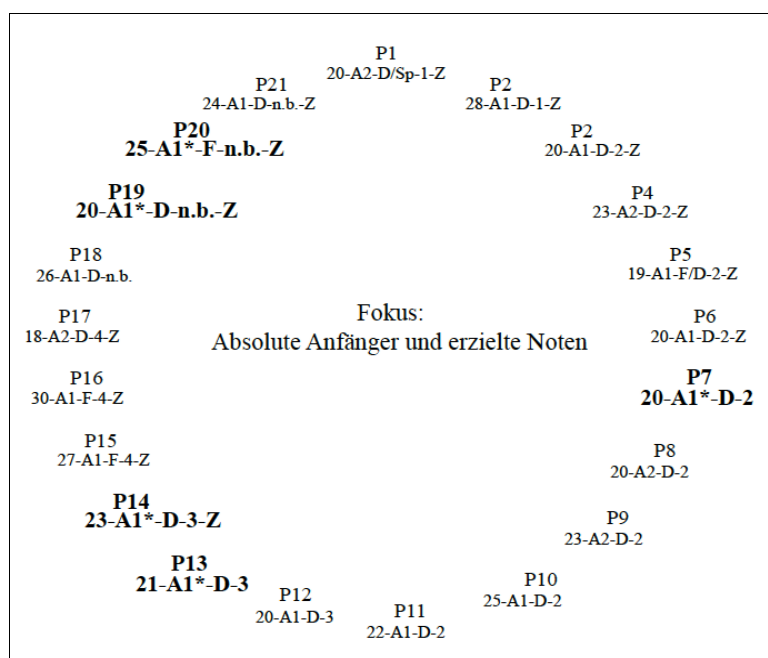 P1
20-A2-D/Sp-1-Z
P2
28-A1-D-1-Z
P2
20-A1-D-2-Z
P4
23-A2-D-2-Z
P5
19-A1-F/D-2-Z
P6
20-A1-D-2-Z
P7
20-A1*-D-2
P8
20-A2-D-2
P9
23-A2-D-2
P10
25-A1-D-2
P11
22-A1-D-2
P12
20-A1-D-3
P13
21-A1*-D-3
P14
23-A1*-D-3-Z
P15
27-A1-F-4-Z
P16
30-A1-F-4-Z
P17
18-A2-D-4-Z
P18
26-A1-D-n.b.
P19
20-A1*-D-n.b.-Z
P20
25-A1*-F-n.b.-Z
P21
24-A1-D-n.b.-Z
Fokus:
Absolute Anfänger und erzielte Noten